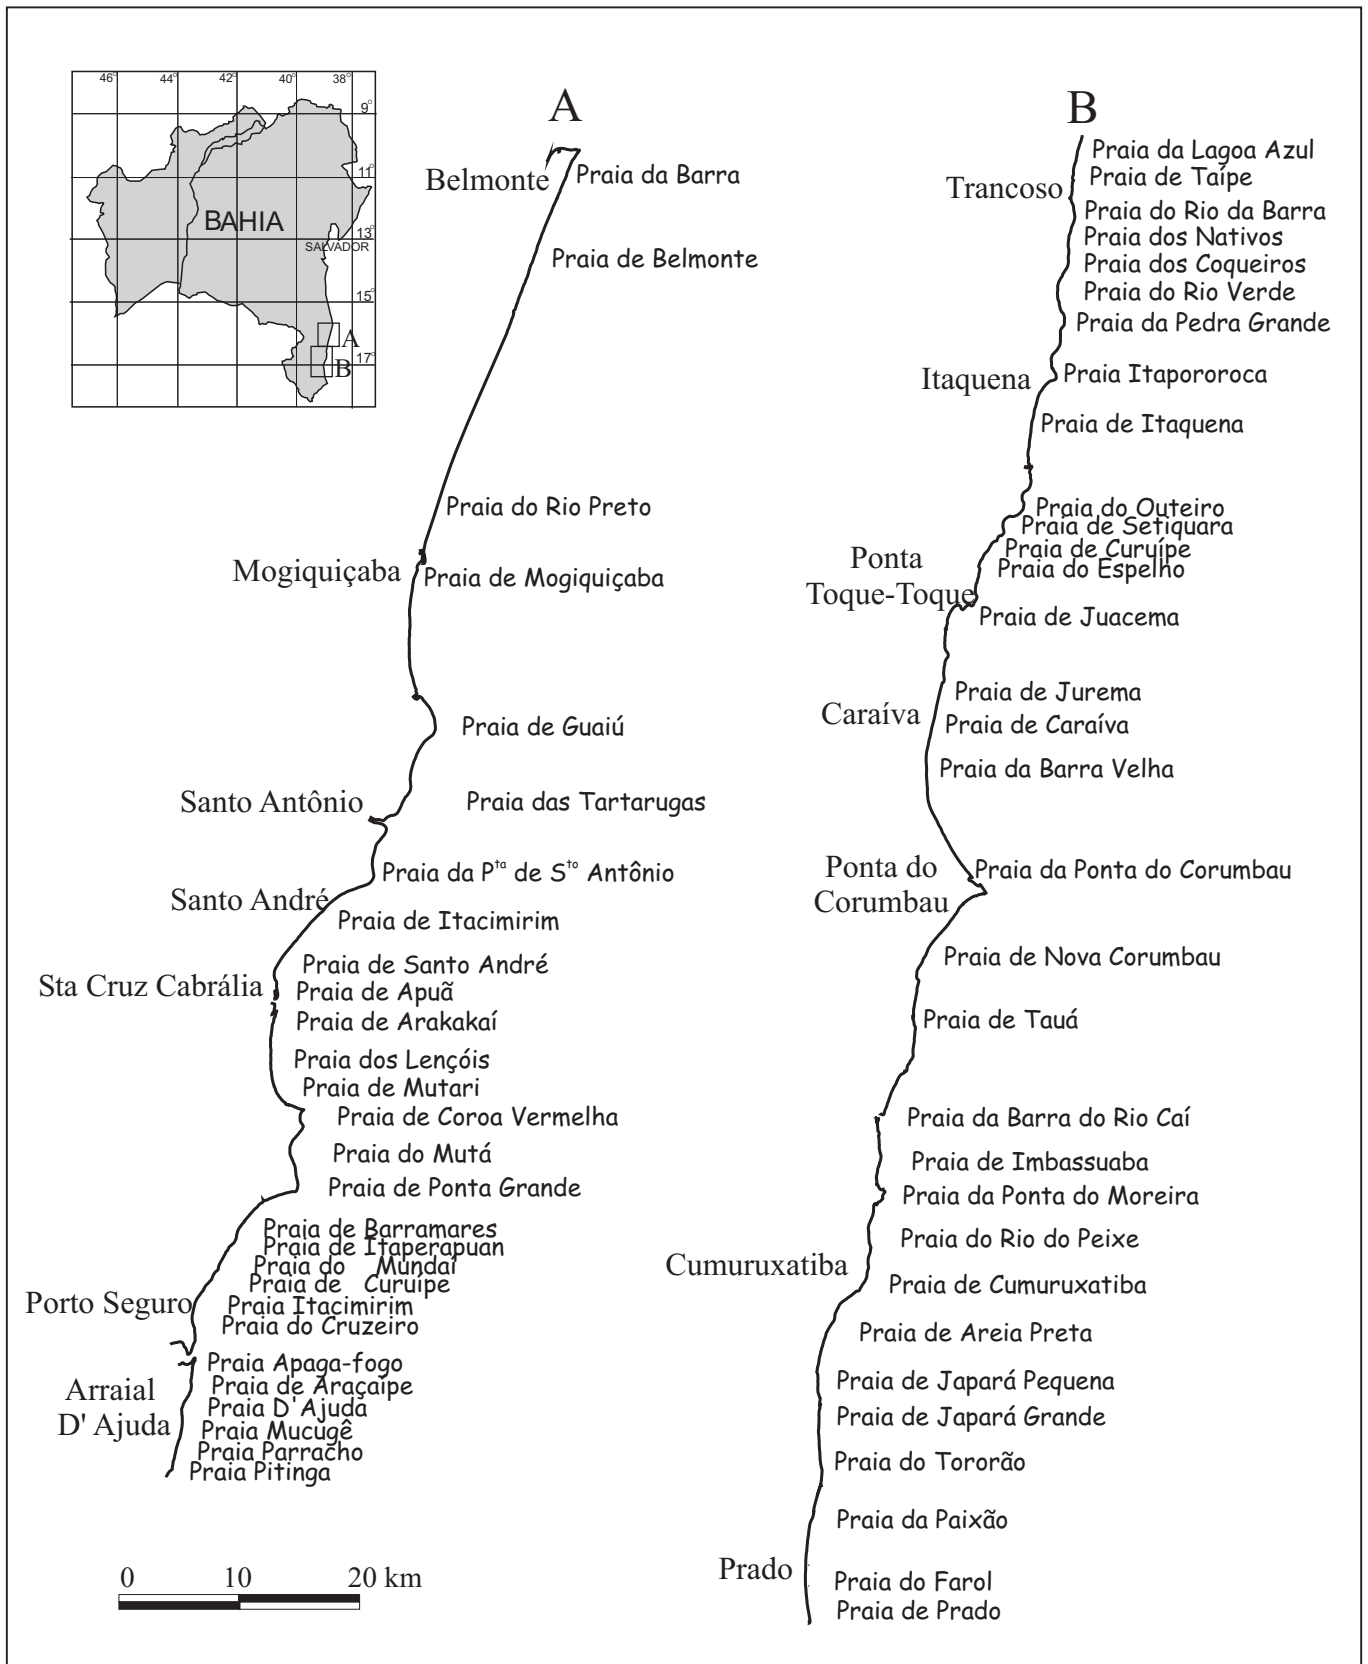 46° 44° 42° 40° 38°
9°
11°
BAHIA
13°
SALVADOR
15°
A
17°
B
A
Belmonte
Praia da Barra
Praia de Belmonte
Praia do Rio Preto
Mogiquiçaba
Praia de Mogiquiçaba
Praia de Guaiú
Santo Antônio
Praia das Tartarugas
Praia da Pta de Sto Antônio
Santo André
Praia de Itacimirim
Praia de Santo André
Sta Cruz Cabrália
Praia de Apuã
Praia de Arakakaí
Praia dos Lençóis
Praia de Mutari
Praia de Coroa Vermelha
Praia do Mutá
Praia de Ponta Grande
Praia de Barramares
Praia de Itaperapuan
Praia do Mundaí
Praia de Curuípe
Porto Seguro
Praia Itacimirim
Praia do Cruzeiro
Praia Apaga-fogo
Arraial
D' Ajuda
Praia de Araçaípe
Praia D'Ajuda
Praia Mucugê
Praia Parracho
Praia Pitinga
0 10 20 km
B
Praia da Lagoa Azul
Praia de Taípe
Trancoso
Praia do Rio da Barra
Praia dos Nativos
Praia dos Coqueiros
Praia do Rio Verde
Praia da Pedra Grande
Itaquena
Praia Itapororoca
Praia de Itaquena
Praia do Outeiro
Praia de Setiquara
Praia de Curuípe
Praia do Espelho
Ponta
Toque-Toque
Praia de Juacema
Praia de Jurema
Caraíva
Praia de Caraíva
Praia da Barra Velha
Ponta do
Corumbau
Praia da Ponta do Corumbau
Praia de Nova Corumbau
Praia de Tauá
Praia da Barra do Rio Caí
Praia de Imbassuaba
Praia da Ponta do Moreira
Praia do Rio do Peixe
Cumuruxatiba
Praia de Cumuruxatiba
Praia de Areia Preta
Praia de Japará Pequena
Praia de Japará Grande
Praia do Tororão
Praia da Paixão
Prado
Praia do Farol
Praia de Prado